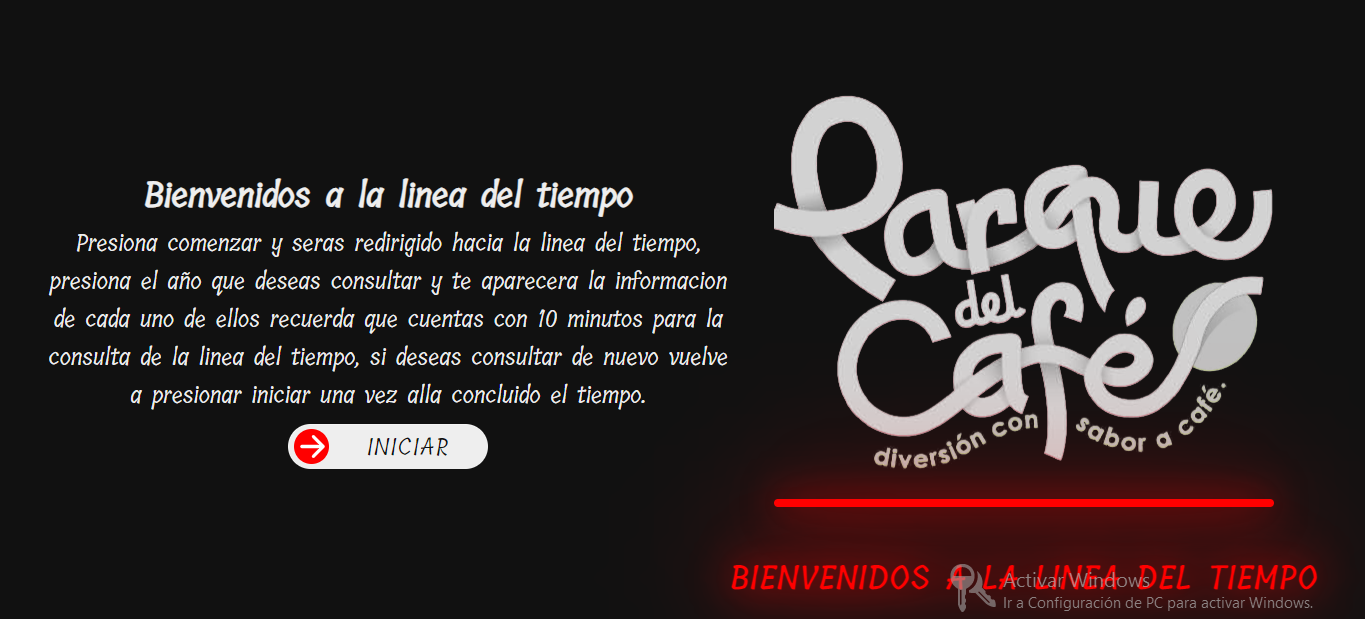 Bienvenidos a la linea del tiempo
Presiona comenzar y seras redirigido hacia la linea del tiempo,
presiona el año que deseas consultar y te aparecera la informacion
de cada uno de ellos recuerda que cuentas con 10 minutos para la
consulta de la linea del tiempo, si deseas consultar de nuevo vuelve
a presionar iniciar una vez alla concluido el tiempo.
INICIAR
Parque
del
Café
diversión con sabor a café.
BIENVENIDOS A LA LINEA DEL TIEMPO
Activar Windows
Ir a Configuración de PC para activar Windows.